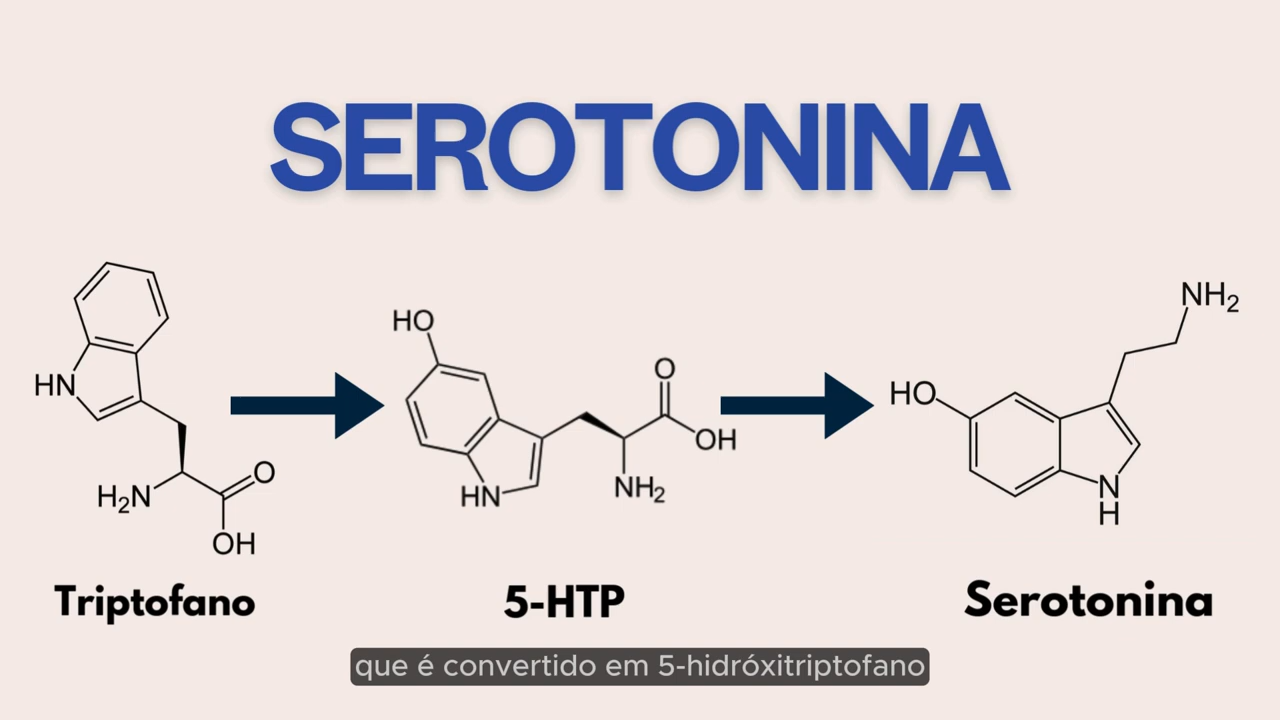 SEROTONINA
HN
H₂N
O
OH
HO
HN
O
OH
NH₂
HO
NH₂
N
H
Triptofano
5-HTP
Serotonina
que é convertido em 5-hidróxitriptofano